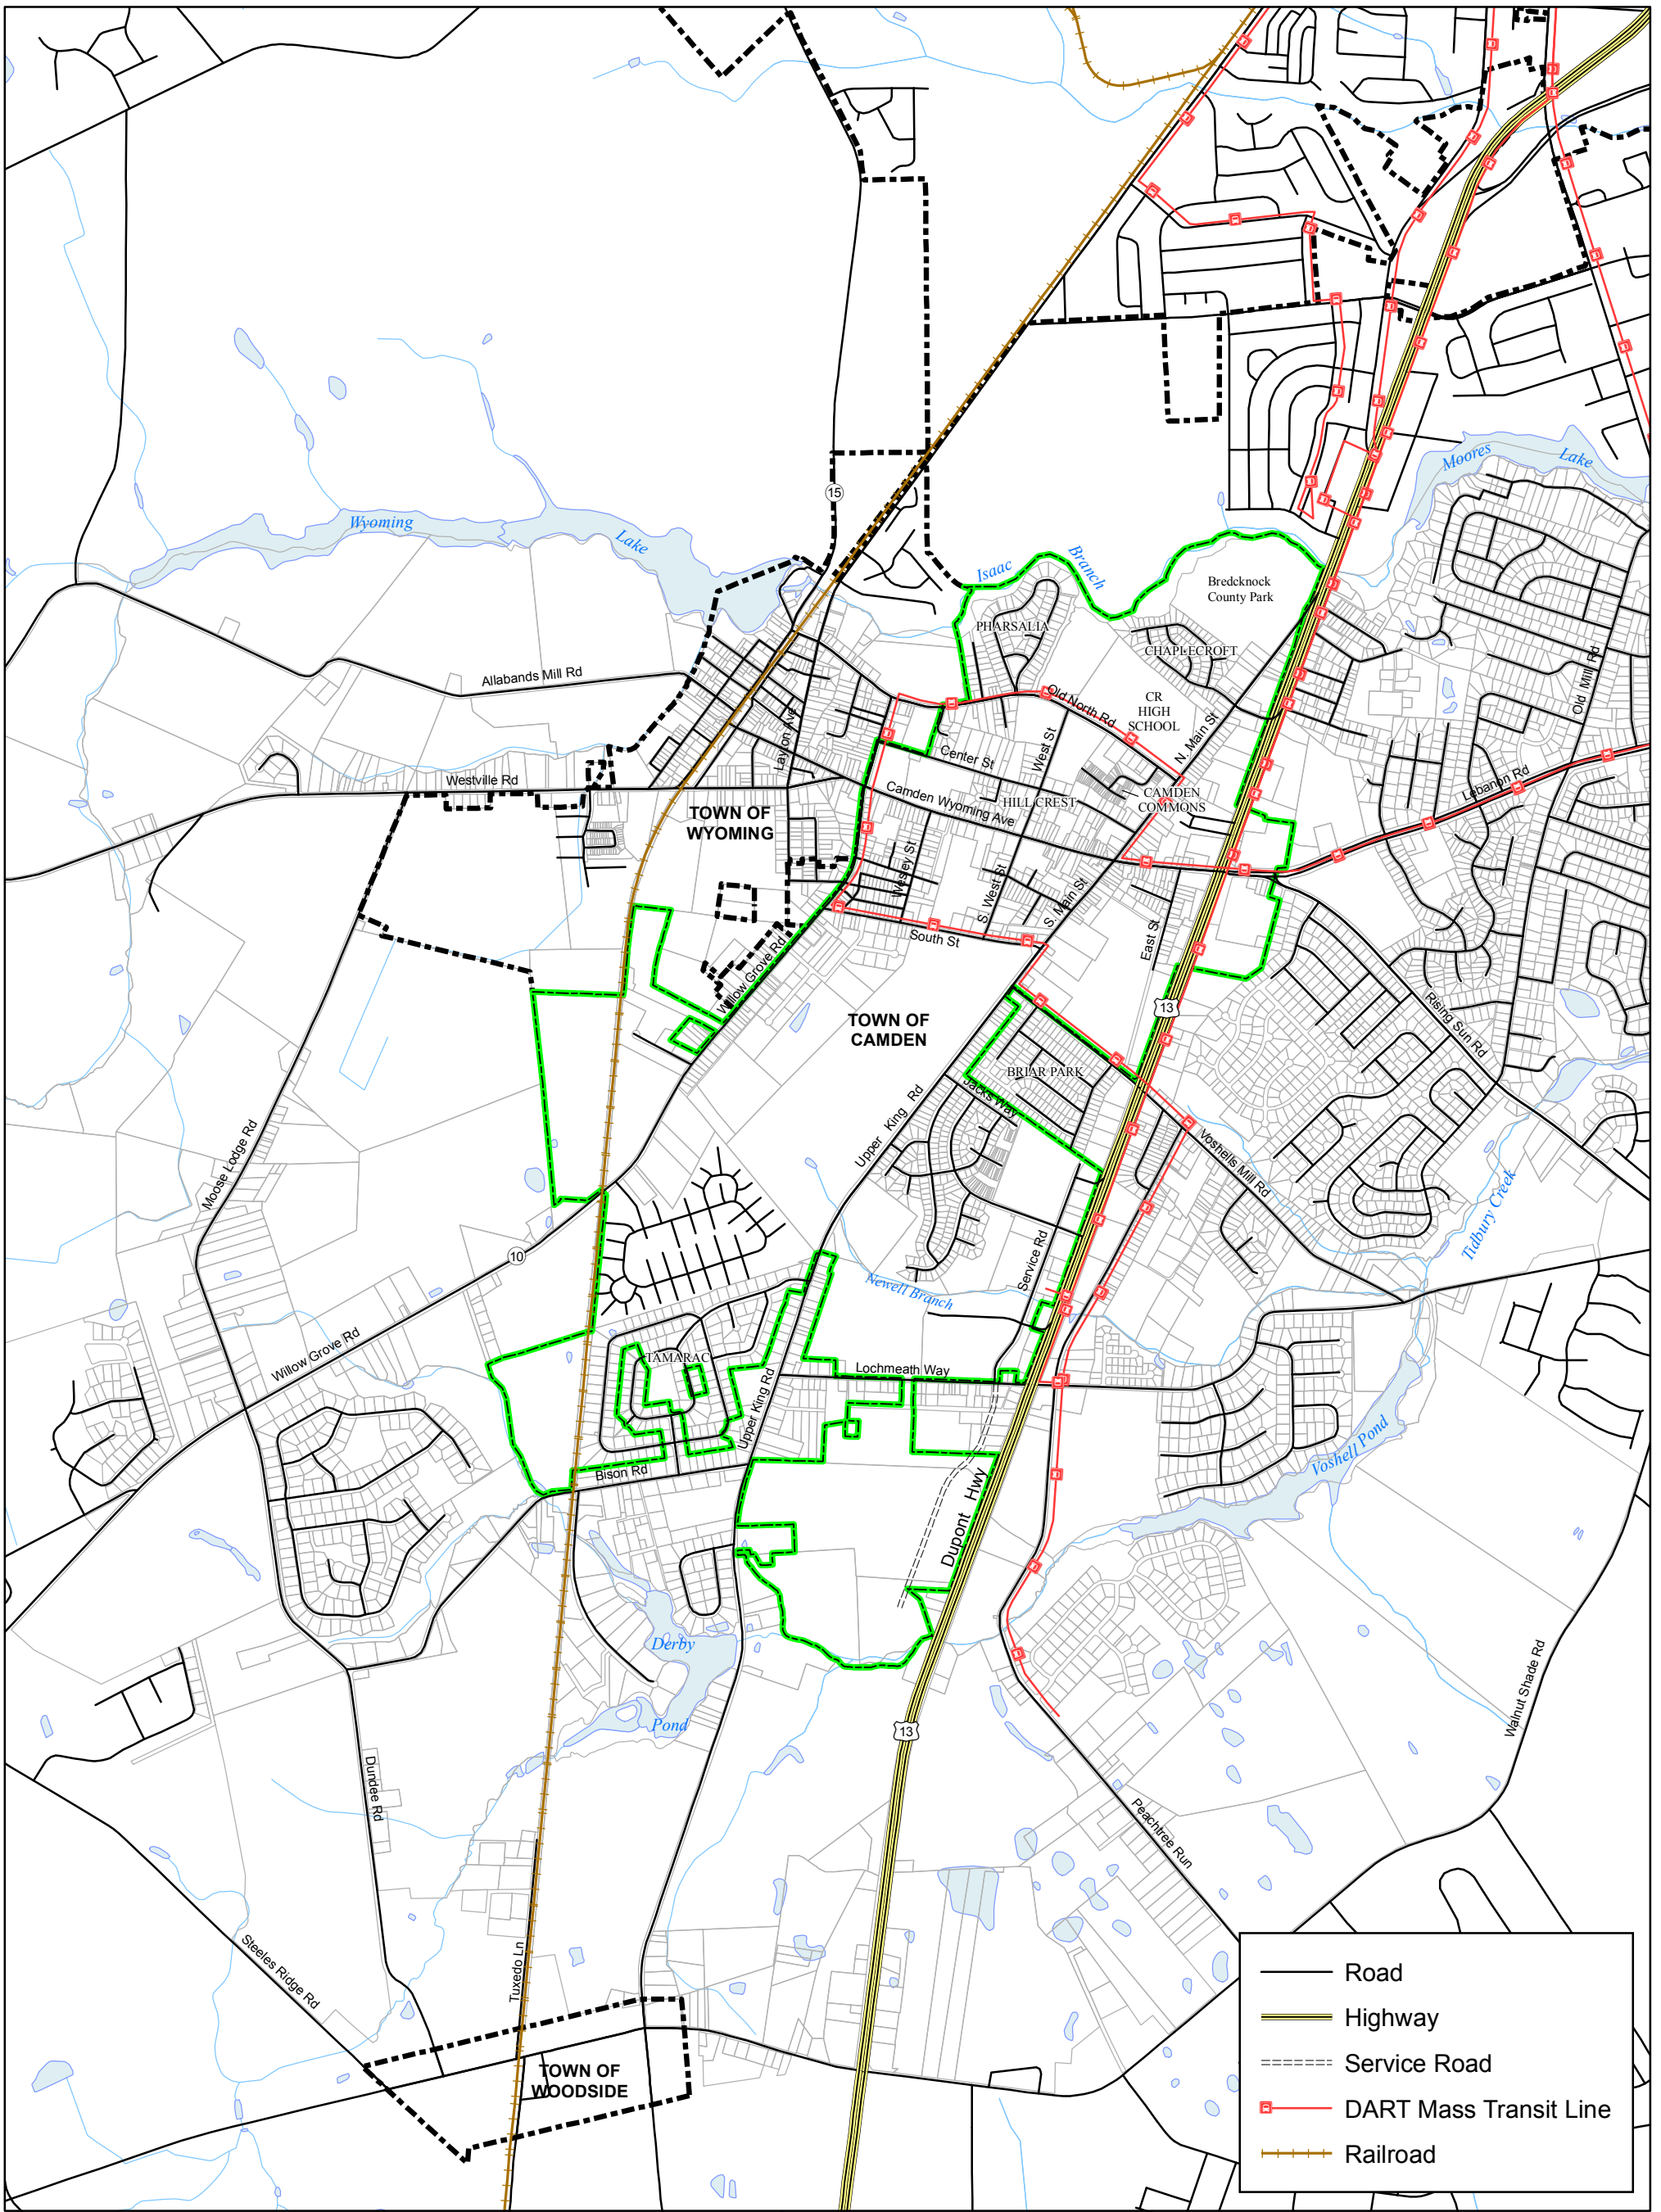 Moores
Lake
15
Wyoming
Lake
Isaac
Branch
Bredcknock
County Park
PHARSALIA
CHAPLECROFT
Allabands Mill Rd
Old Mill Rd
Old North Rd
CR
HIGH
SCHOOL
N. Main St
Layton Ave
West St
Center St
Westville Rd
Lebanon Rd
Camden Wyoming Ave
HILL CREST
CAMDEN
COMMONS
TOWN OF
WYOMING
Wesley St
S. West St
S. Main St
South St
East St
Willow Grove Rd
13
Rising Sun Rd
TOWN OF
CAMDEN
BRIAR PARK
Jacks Way
Upper King Rd
Moose Lodge Rd
Voshells Mill Rd
Tidbury Creek
10
Service Rd
Newell Branch
Willow Grove Rd
TAMARAC
Lochmeath Way
Upper King Rd
Voshell Pond
Bison Rd
Dupont Hwy
Derby
Pond
Walnut Shade Rd
13
Dundee Rd
Peachtree Run
Steeles Ridge Rd
Tuxedo Ln
TOWN OF
WOODSIDE
Road
Highway
Service Road
DART Mass Transit Line
Railroad